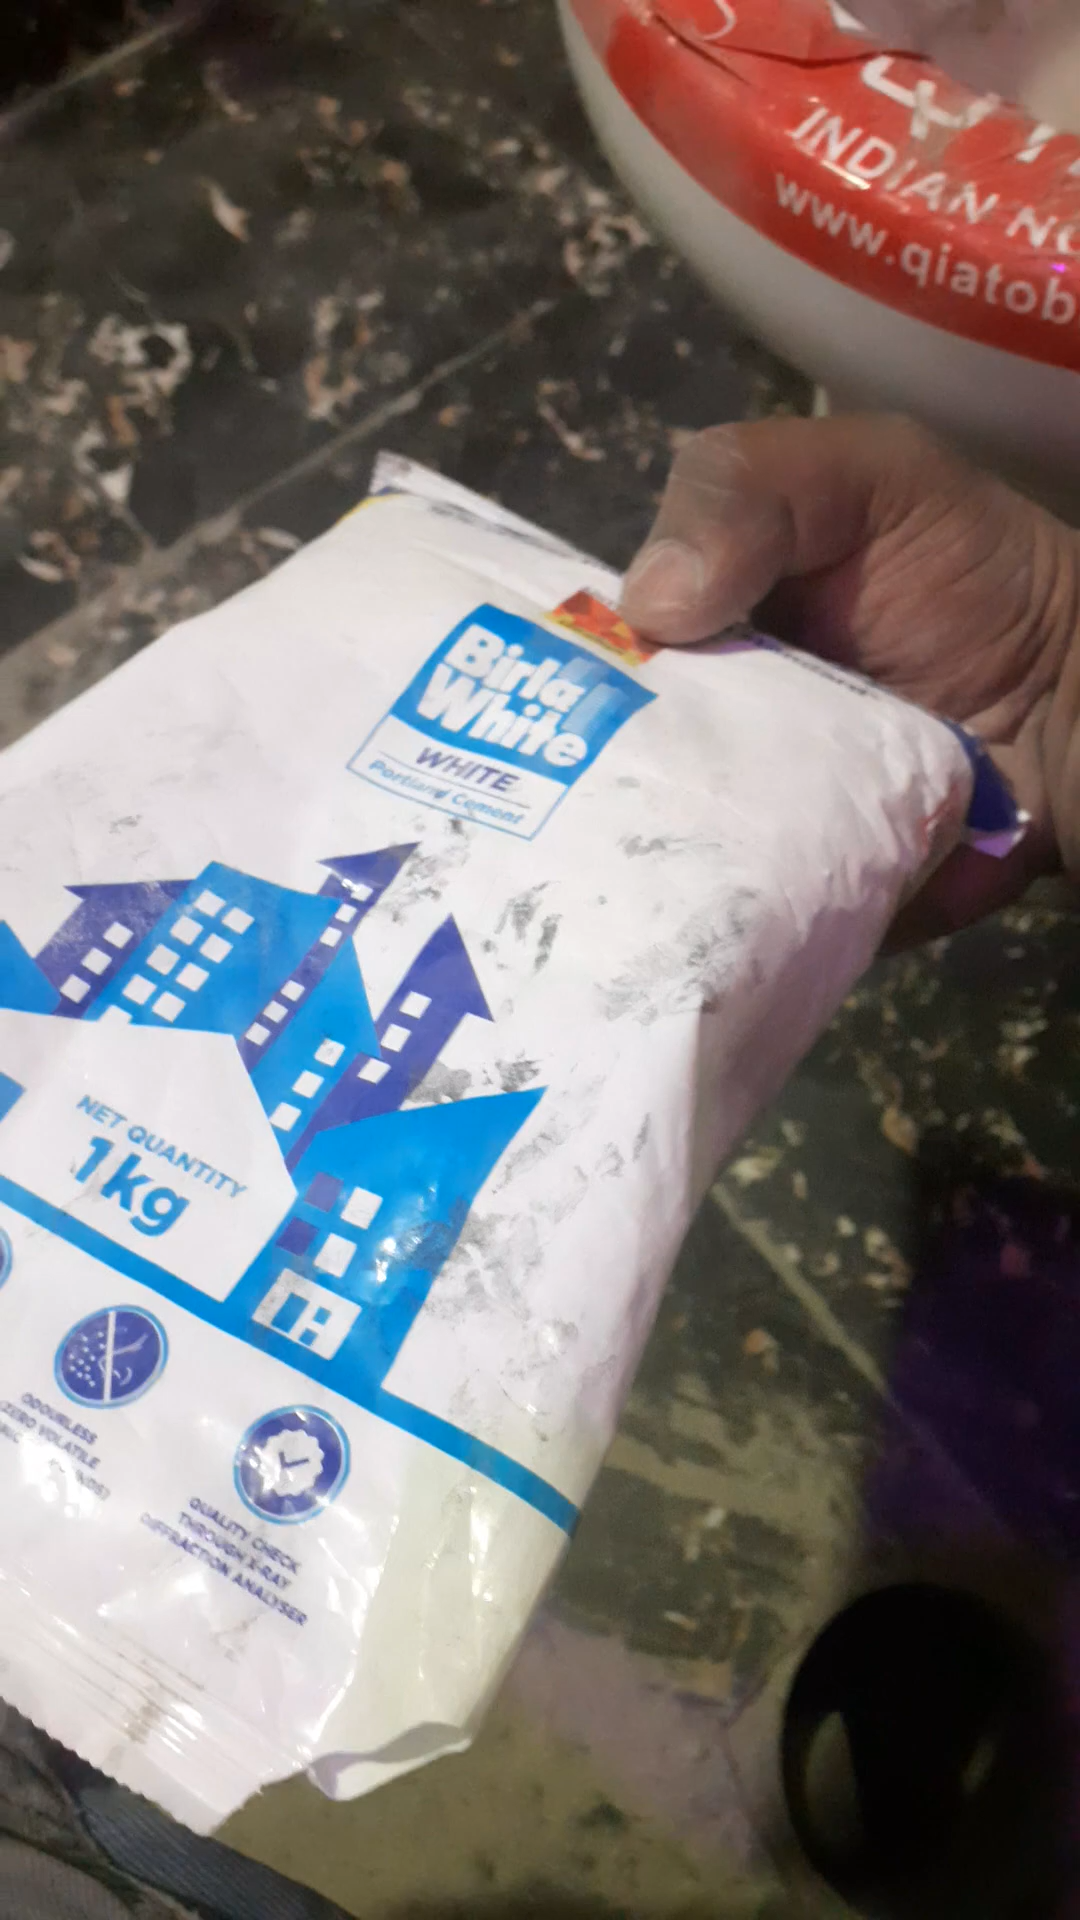 INDIAN
www.qiatob
Birla
White
WHITE
Portland Cement
NET QUANTITY
1kg
ODOURLESS
ZERO VOLATILE
QUALITY CHECK
THROUGH X-RAY
DIFFRACTION ANALYSER